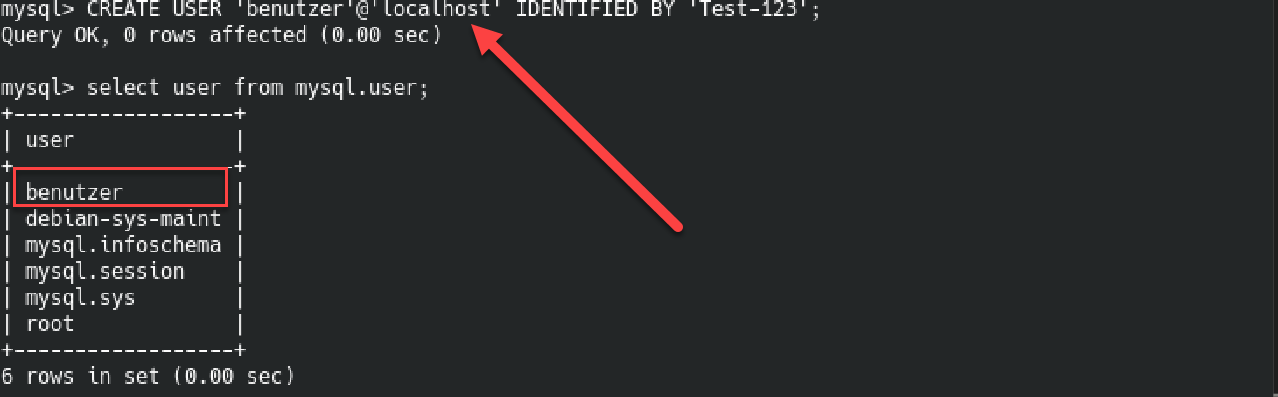 mysql> CREATE USER 'benutzer'@'localhost' IDENTIFIED BY 'Test-123';
Query OK, 0 rows affected (0.00 sec)
mysql> select user from mysql.user;
+------------------+
| user             |
+------------------+
| benutzer         |
| debian-sys-maint |
| mysql.infoschema |
| mysql.session    |
| mysql.sys        |
| root             |
+------------------+
6 rows in set (0.00 sec)